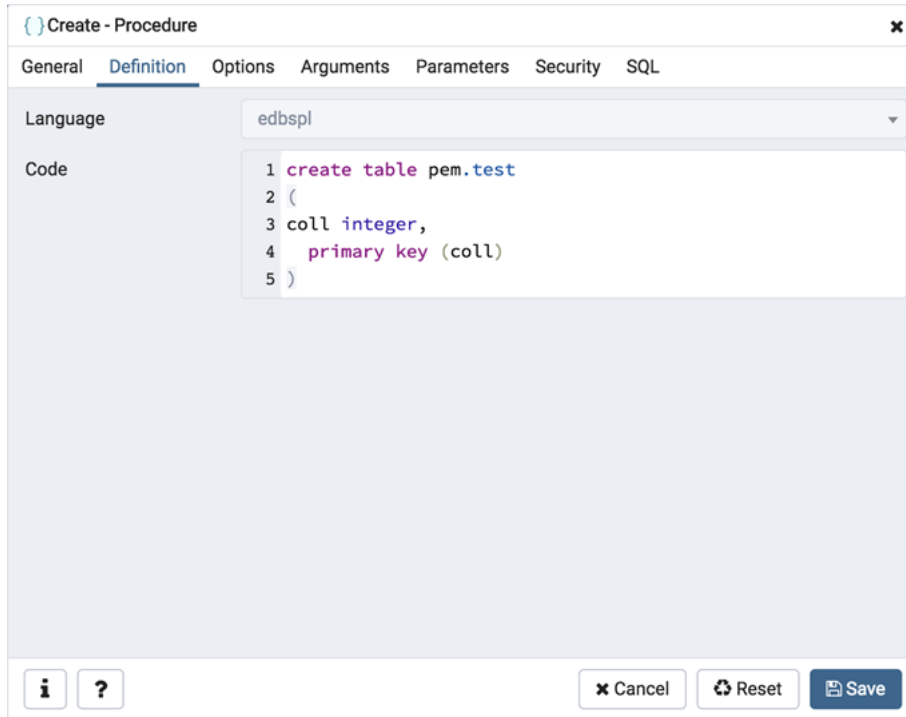 { } Create - Procedure
General Definition Options Arguments Parameters Security SQL
Language edbspl
Code
1 create table pem.test
2 (
3 coll integer,
4 primary key (coll)
5 )
i ? Cancel Reset Save